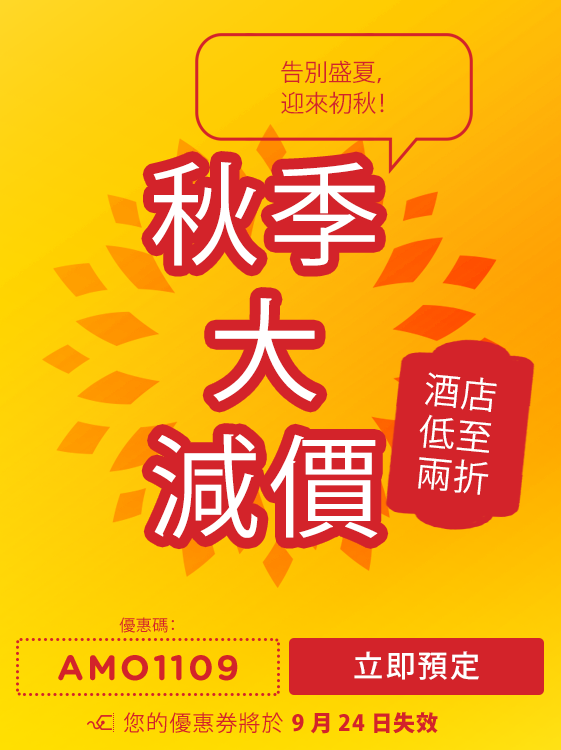 告別盛夏,
迎來初秋!
秋季
大
減價
酒店
低至
兩折
優惠碼:
AMO1109
立即預定
您的優惠券將於 9 月 24 日失效